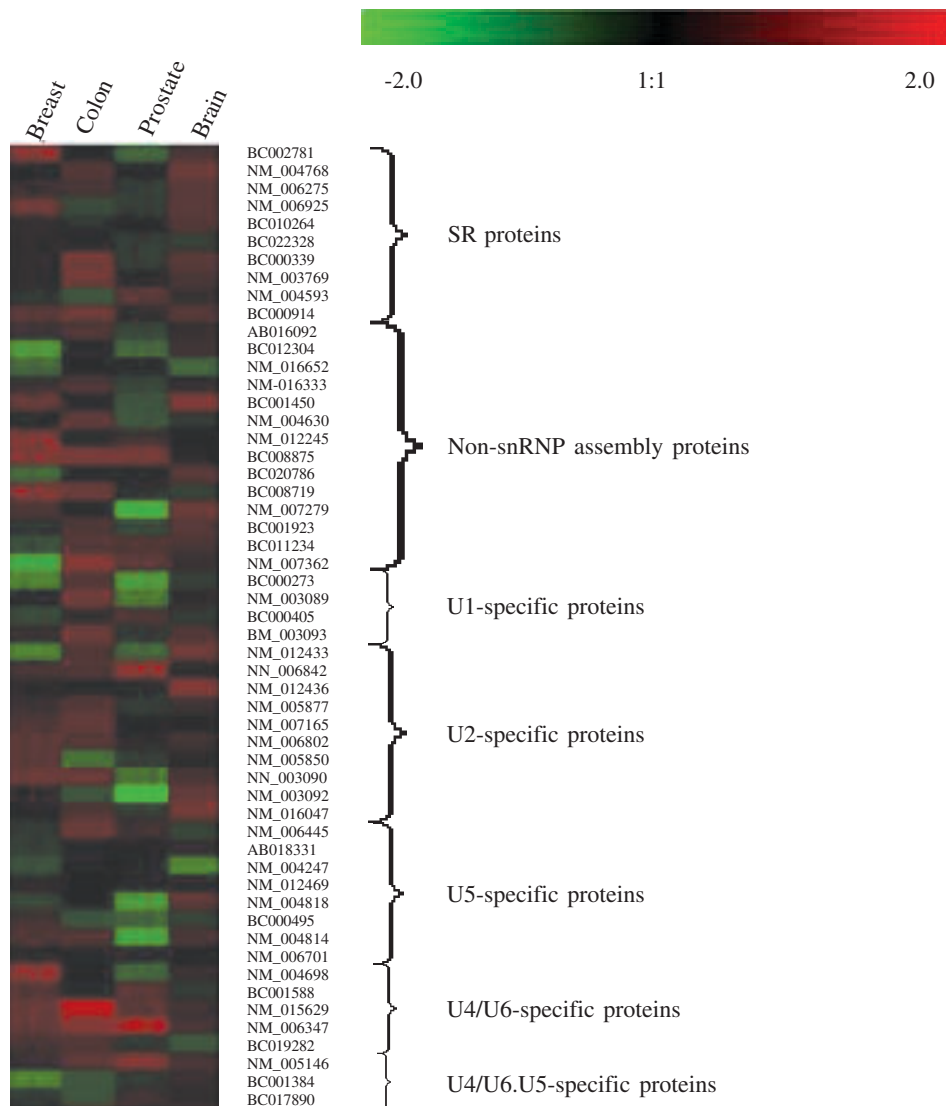 -2.0 1:1 2.0
Breast Colon Prostate Brain
BC002781
NM_004768
NM_006275
NM_006925
BC010264
BC022328
SR proteins
BC000339
NM_003769
NM_004593
BC000914
AB016092
BC012304
NM_016652
NM-016333
BC001450
NM_004630
NM_012245
Non-snRNP assembly proteins
BC008875
BC020786
BC008719
NM_007279
BC001923
BC011234
NM_007362
BC000273
NM_003089
U1-specific proteins
BC000405
BM_003093
NM_012433
NN_006842
NM_012436
NM_005877
NM_007165
U2-specific proteins
NM_006802
NM_005850
NN_003090
NM_003092
NM_016047
NM_006445
AB018331
NM_004247
NM_012469
U5-specific proteins
NM_004818
BC000495
NM_004814
NM_006701
NM_004698
BC001588
NM_015629
U4/U6-specific proteins
NM_006347
BC019282
NM_005146
BC001384
U4/U6.U5-specific proteins
BC017890